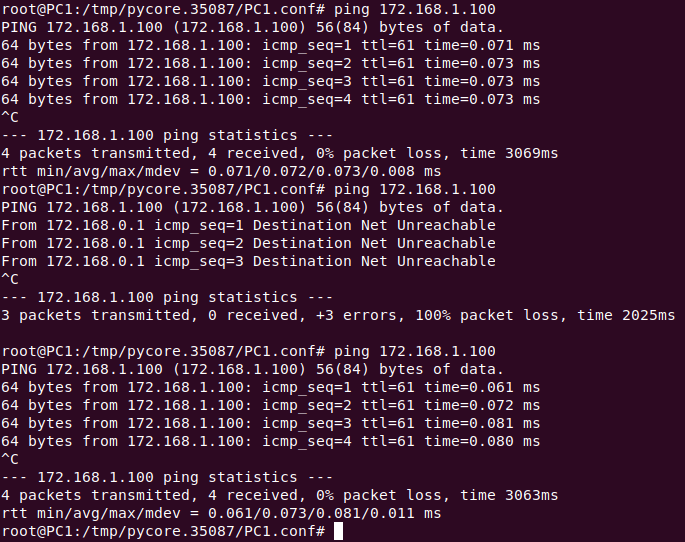 root@PC1:/tmp/pycore.35087/PC1.conf# ping 172.168.1.100
PING 172.168.1.100 (172.168.1.100) 56(84) bytes of data.
64 bytes from 172.168.1.100: icmp_seq=1 ttl=61 time=0.071 ms
64 bytes from 172.168.1.100: icmp_seq=2 ttl=61 time=0.073 ms
64 bytes from 172.168.1.100: icmp_seq=3 ttl=61 time=0.073 ms
64 bytes from 172.168.1.100: icmp_seq=4 ttl=61 time=0.073 ms
^C
--- 172.168.1.100 ping statistics ---
4 packets transmitted, 4 received, 0% packet loss, time 3069ms
rtt min/avg/max/mdev = 0.071/0.072/0.073/0.008 ms
root@PC1:/tmp/pycore.35087/PC1.conf# ping 172.168.1.100
PING 172.168.1.100 (172.168.1.100) 56(84) bytes of data.
From 172.168.0.1 icmp_seq=1 Destination Net Unreachable
From 172.168.0.1 icmp_seq=2 Destination Net Unreachable
From 172.168.0.1 icmp_seq=3 Destination Net Unreachable
^C
--- 172.168.1.100 ping statistics ---
3 packets transmitted, 0 received, +3 errors, 100% packet loss, time 2025ms
root@PC1:/tmp/pycore.35087/PC1.conf# ping 172.168.1.100
PING 172.168.1.100 (172.168.1.100) 56(84) bytes of data.
64 bytes from 172.168.1.100: icmp_seq=1 ttl=61 time=0.061 ms
64 bytes from 172.168.1.100: icmp_seq=2 ttl=61 time=0.072 ms
64 bytes from 172.168.1.100: icmp_seq=3 ttl=61 time=0.081 ms
64 bytes from 172.168.1.100: icmp_seq=4 ttl=61 time=0.080 ms
^C
--- 172.168.1.100 ping statistics ---
4 packets transmitted, 4 received, 0% packet loss, time 3063ms
rtt min/avg/max/mdev = 0.061/0.073/0.081/0.011 ms
root@PC1:/tmp/pycore.35087/PC1.conf#